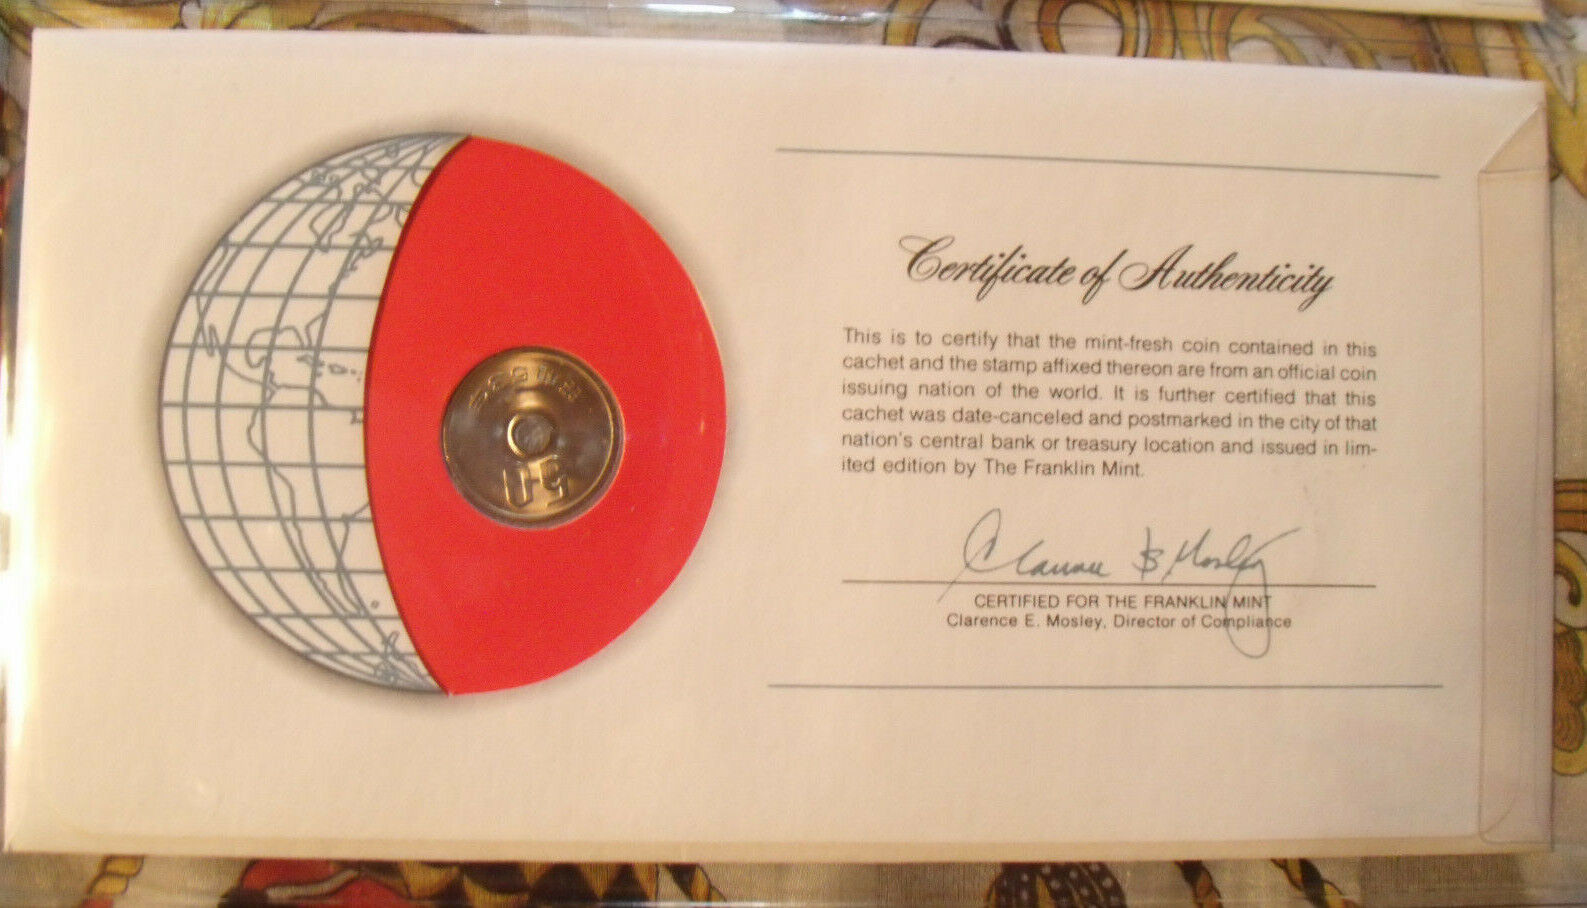 Certificate of Authenticity
This is to certify that the mint-fresh coin contained in this
cachet and the stamp affixed thereon are from an official coin
issuing nation of the world. It is further certified that this
cachet was date-canceled and postmarked in the city of that
nation's central bank or treasury location and issued in lim-
ited edition by The Franklin Mint.
CERTIFIED FOR THE FRANKLIN MINT
Clarence E. Mosley, Director of Compliance